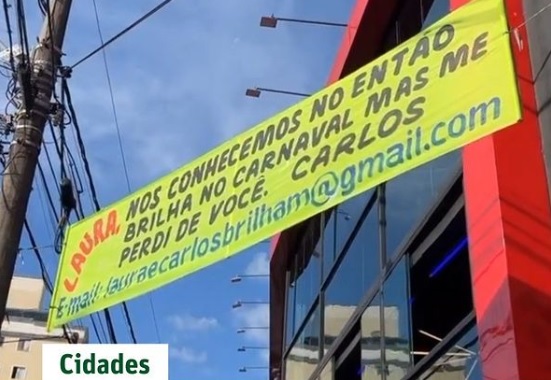 LAURA, NOS CONHECEMOS NO ENTÃO
BRILHA NO CARNAVAL MAS ME
PERDI DE VOCÊ. CARLOS
E-mail: lauraecarlosbrilham@gmail.com
Cidades